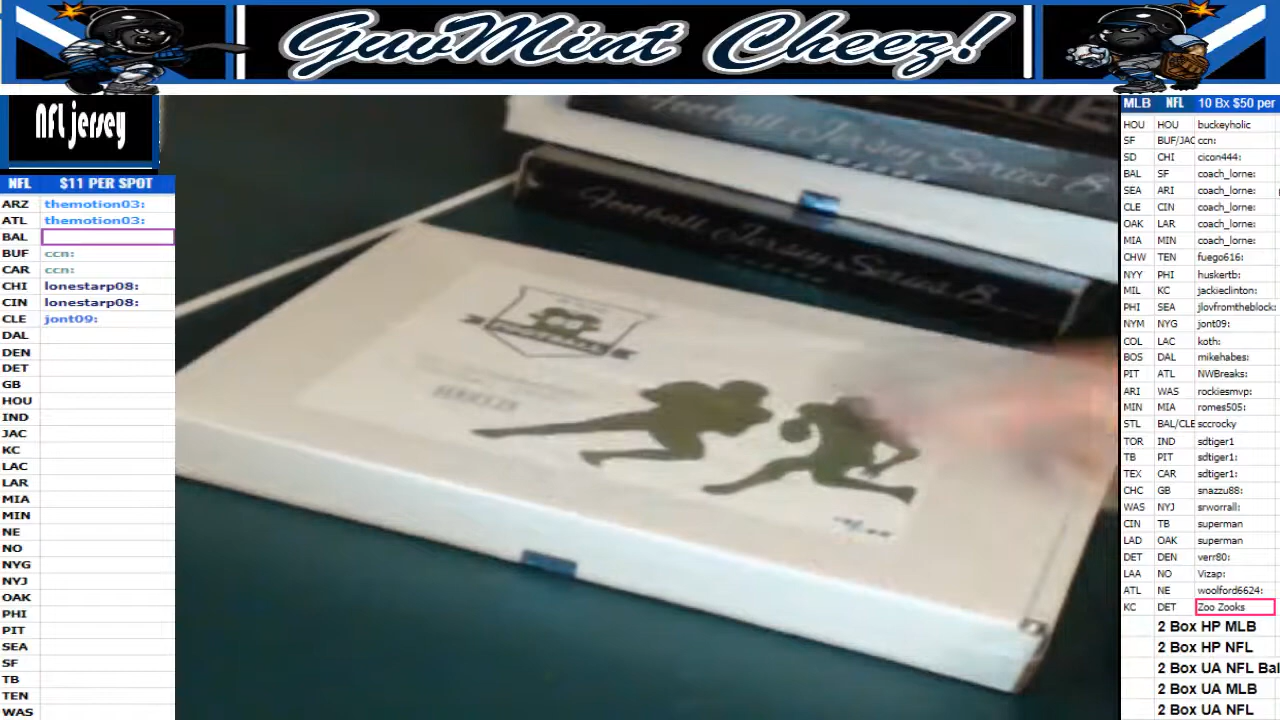 GuvMint Cheez!
NFL jersey
NFL $11 PER SPOT
ARZ themotion03:
ATL themotion03:
BAL
BUF ccn:
CAR ccn:
CHI lonestarp08:
CIN lonestarp08:
CLE jont09:
DAL
DEN
DET
GB
HOU
IND
JAC
KC
LAC
LAR
MIA
MIN
NE
NO
NYG
NYJ
OAK
PHI
PIT
SEA
SF
TB
TEN
WAS
Football Jersey Series 8
MLB NFL 10 Bx $50 per
HOU HOU buckeyholic
SF BUF/JAC ccn:
SD CHI cicon444:
BAL SF coach_lorne:
SEA ARI coach_lorne:
CLE CIN coach_lorne:
OAK LAR coach_lorne:
MIA MIN coach_lorne:
CHW TEN fuego616:
NYY PHI huskertb:
MIL KC jackieclinton:
PHI SEA jlovfromtheblock:
NYM NYG jont09:
COL LAC koth:
BOS DAL mikehabes:
PIT ATL NWBreaks:
ARI WAS rockiesmvp:
MIN MIA romes505:
STL BAL/CLE sccrocky
TOR IND sdtiger1
TB PIT sdtiger1:
TEX CAR sdtiger1:
CHC GB snazzu88:
WAS NYJ srworrall:
CIN TB superman
LAD OAK superman
DET DEN verr80:
LAA NO Vizap:
ATL NE woolford6624:
KC DET Zoo Zooks
2 Box HP MLB
2 Box HP NFL
2 Box UA NFL Bal
2 Box UA MLB
2 Box UA NFL